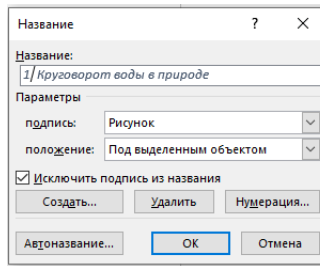 Название ? ×
Название:
1 Круговорот воды в природе
Параметры
подпись: Рисунок
положение: Под выделенным объектом
Исключить подпись из названия
Создать... Удалить Нумерация...
Автоназвание... ОК Отмена